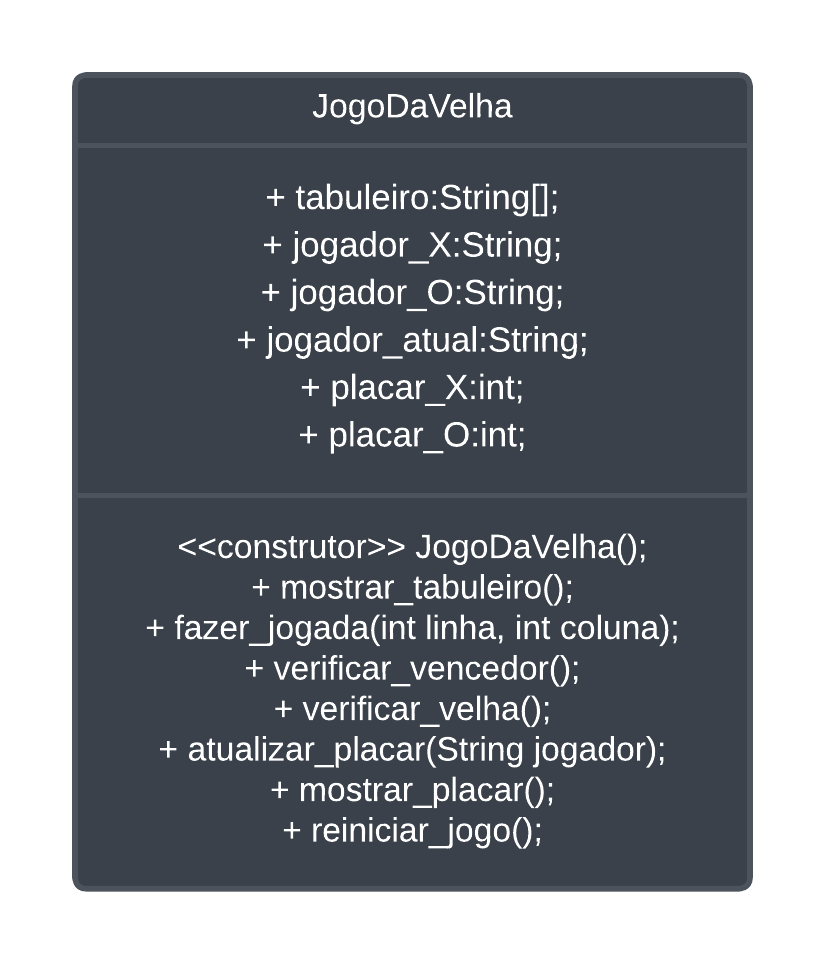 JogoDaVelha
+ tabuleiro:String[];
+ jogador_X:String;
+ jogador_O:String;
+ jogador_atual:String;
+ placar_X:int;
+ placar_O:int;
<<construtor>> JogoDaVelha();
+ mostrar_tabuleiro();
+ fazer_jogada(int linha, int coluna);
+ verificar_vencedor();
+ verificar_velha();
+ atualizar_placar(String jogador);
+ mostrar_placar();
+ reiniciar_jogo();